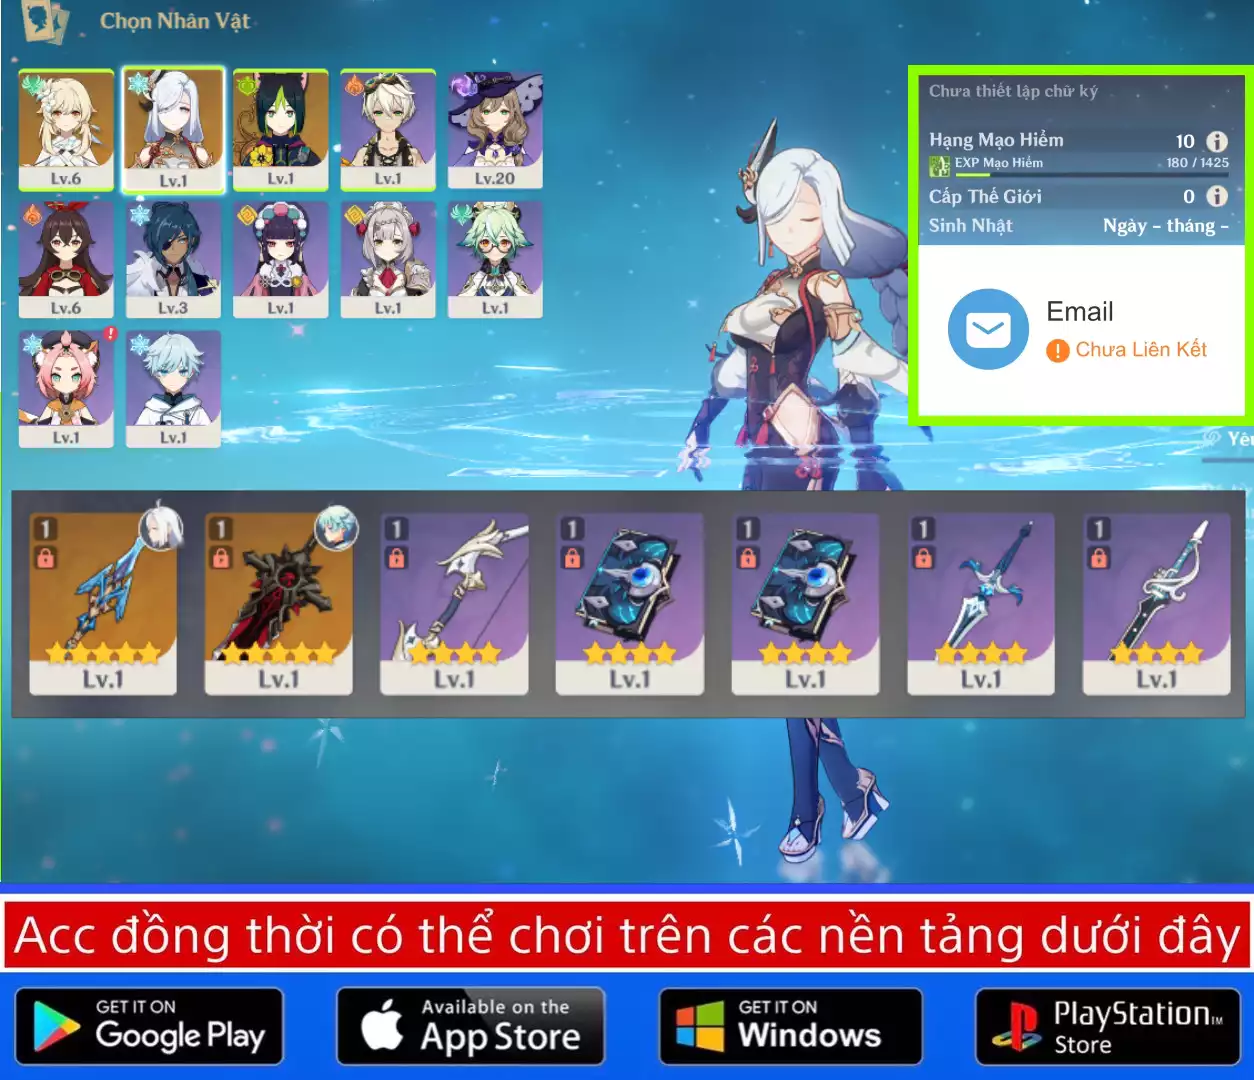 Chọn Nhân Vật
Lv.6
Lv.1
Lv.1
Lv.1
Lv.20
Lv.6
Lv.3
Lv.1
Lv.1
Lv.1
Lv.1
Lv.1
Chưa thiết lập chữ ký
Hạng Mạo Hiểm 10
EXP Mạo Hiểm 180 / 1425
Cấp Thế Giới 0
Sinh Nhật Ngày - tháng -
Email
Chưa Liên Kết
1 1 1 1 1 1 1
Lv.1 Lv.1 Lv.1 Lv.1 Lv.1 Lv.1 Lv.1
Acc đồng thời có thể chơi trên các nền tảng dưới đây
GET IT ON
Google Play
Available on the
App Store
GET IT ON
Windows
PlayStation™
Store